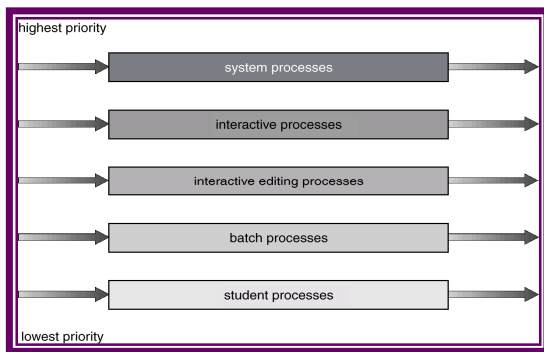 highest priority
system processes
interactive processes
interactive editing processes
batch processes
student processes
lowest priority